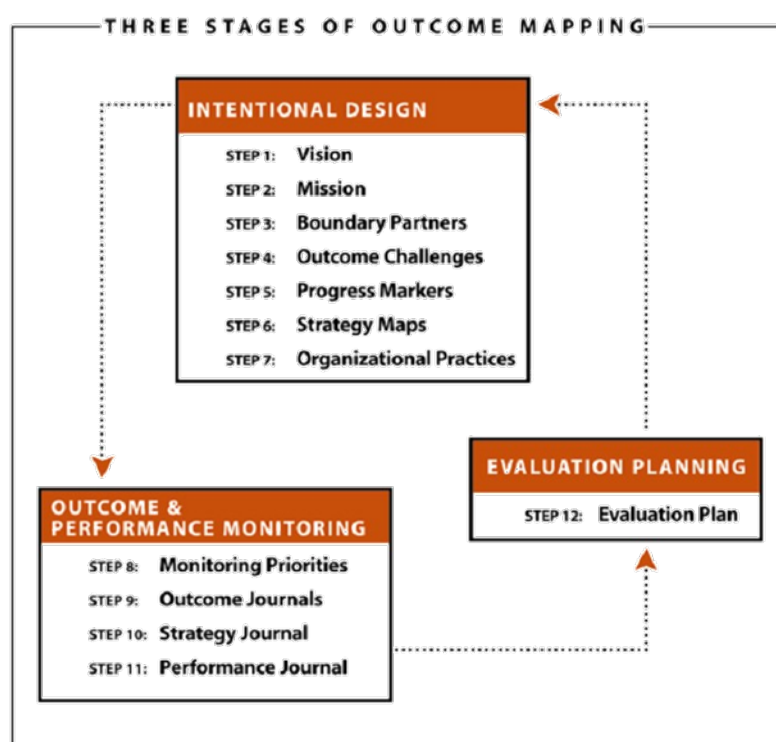 THREE STAGES OF OUTCOME MAPPING
INTENTIONAL DESIGN
STEP 1: Vision
STEP 2: Mission
STEP 3: Boundary Partners
STEP 4: Outcome Challenges
STEP 5: Progress Markers
STEP 6: Strategy Maps
STEP 7: Organizational Practices
OUTCOME &
PERFORMANCE MONITORING
STEP 8: Monitoring Priorities
STEP 9: Outcome Journals
STEP 10: Strategy Journal
STEP 11: Performance Journal
EVALUATION PLANNING
STEP 12: Evaluation Plan